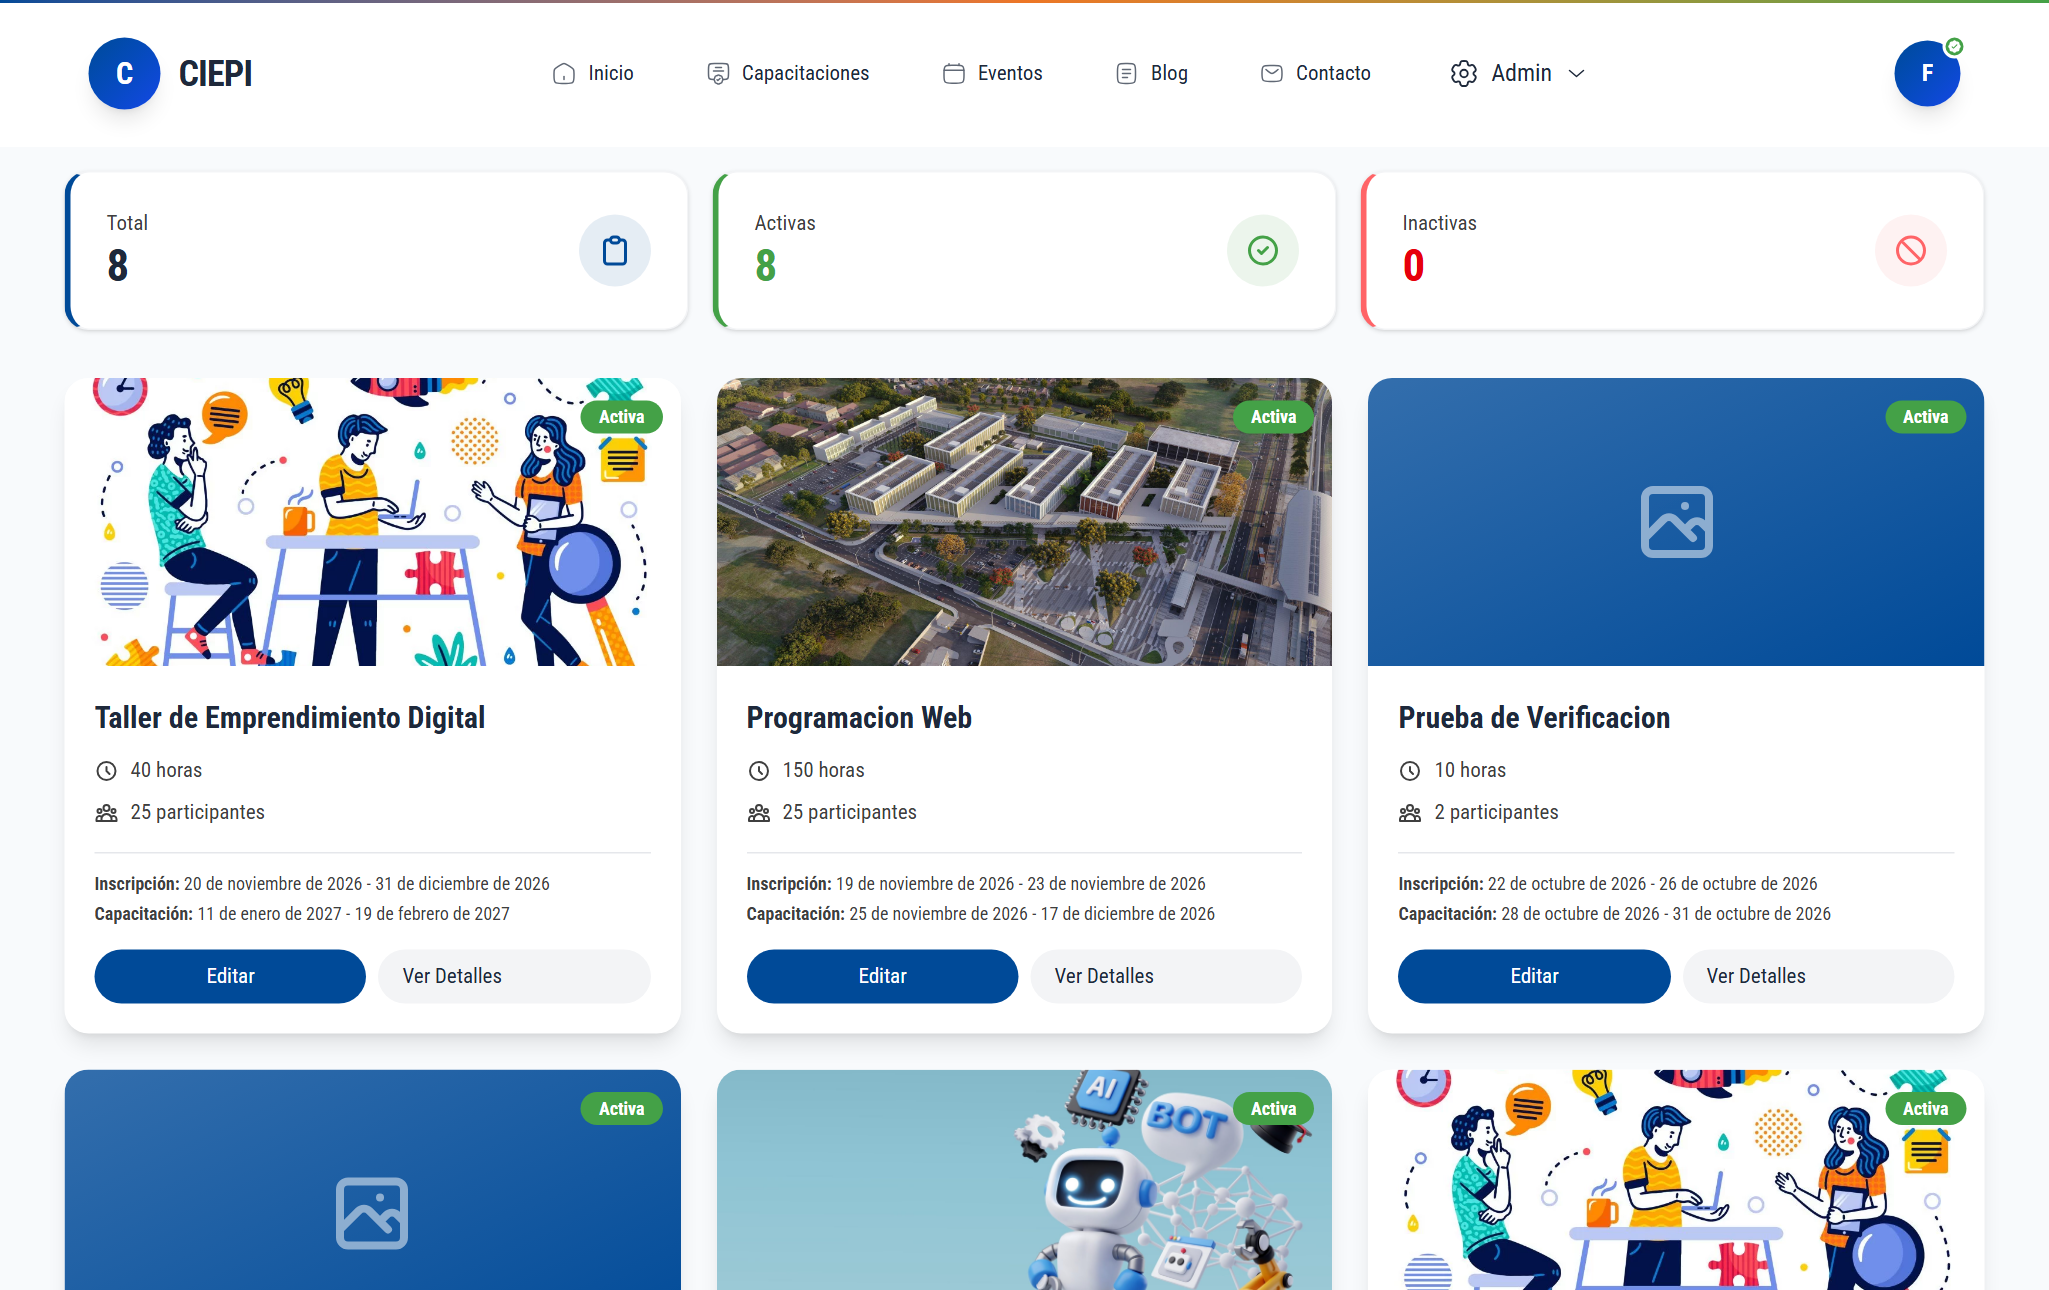 C CIEPI Inicio Capacitaciones Eventos Blog Contacto Admin F
Total
8
Activas
8
Inactivas
0
Activa
Activa
Activa
Taller de Emprendimiento Digital
40 horas
25 participantes
Inscripción: 20 de noviembre de 2026 - 31 de diciembre de 2026
Capacitación: 11 de enero de 2027 - 19 de febrero de 2027
Editar Ver Detalles
Programacion Web
150 horas
25 participantes
Inscripción: 19 de noviembre de 2026 - 23 de noviembre de 2026
Capacitación: 25 de noviembre de 2026 - 17 de diciembre de 2026
Editar Ver Detalles
Prueba de Verificacion
10 horas
2 participantes
Inscripción: 22 de octubre de 2026 - 26 de octubre de 2026
Capacitación: 28 de octubre de 2026 - 31 de octubre de 2026
Editar Ver Detalles
Activa
AI
BOT
Activa
Activa